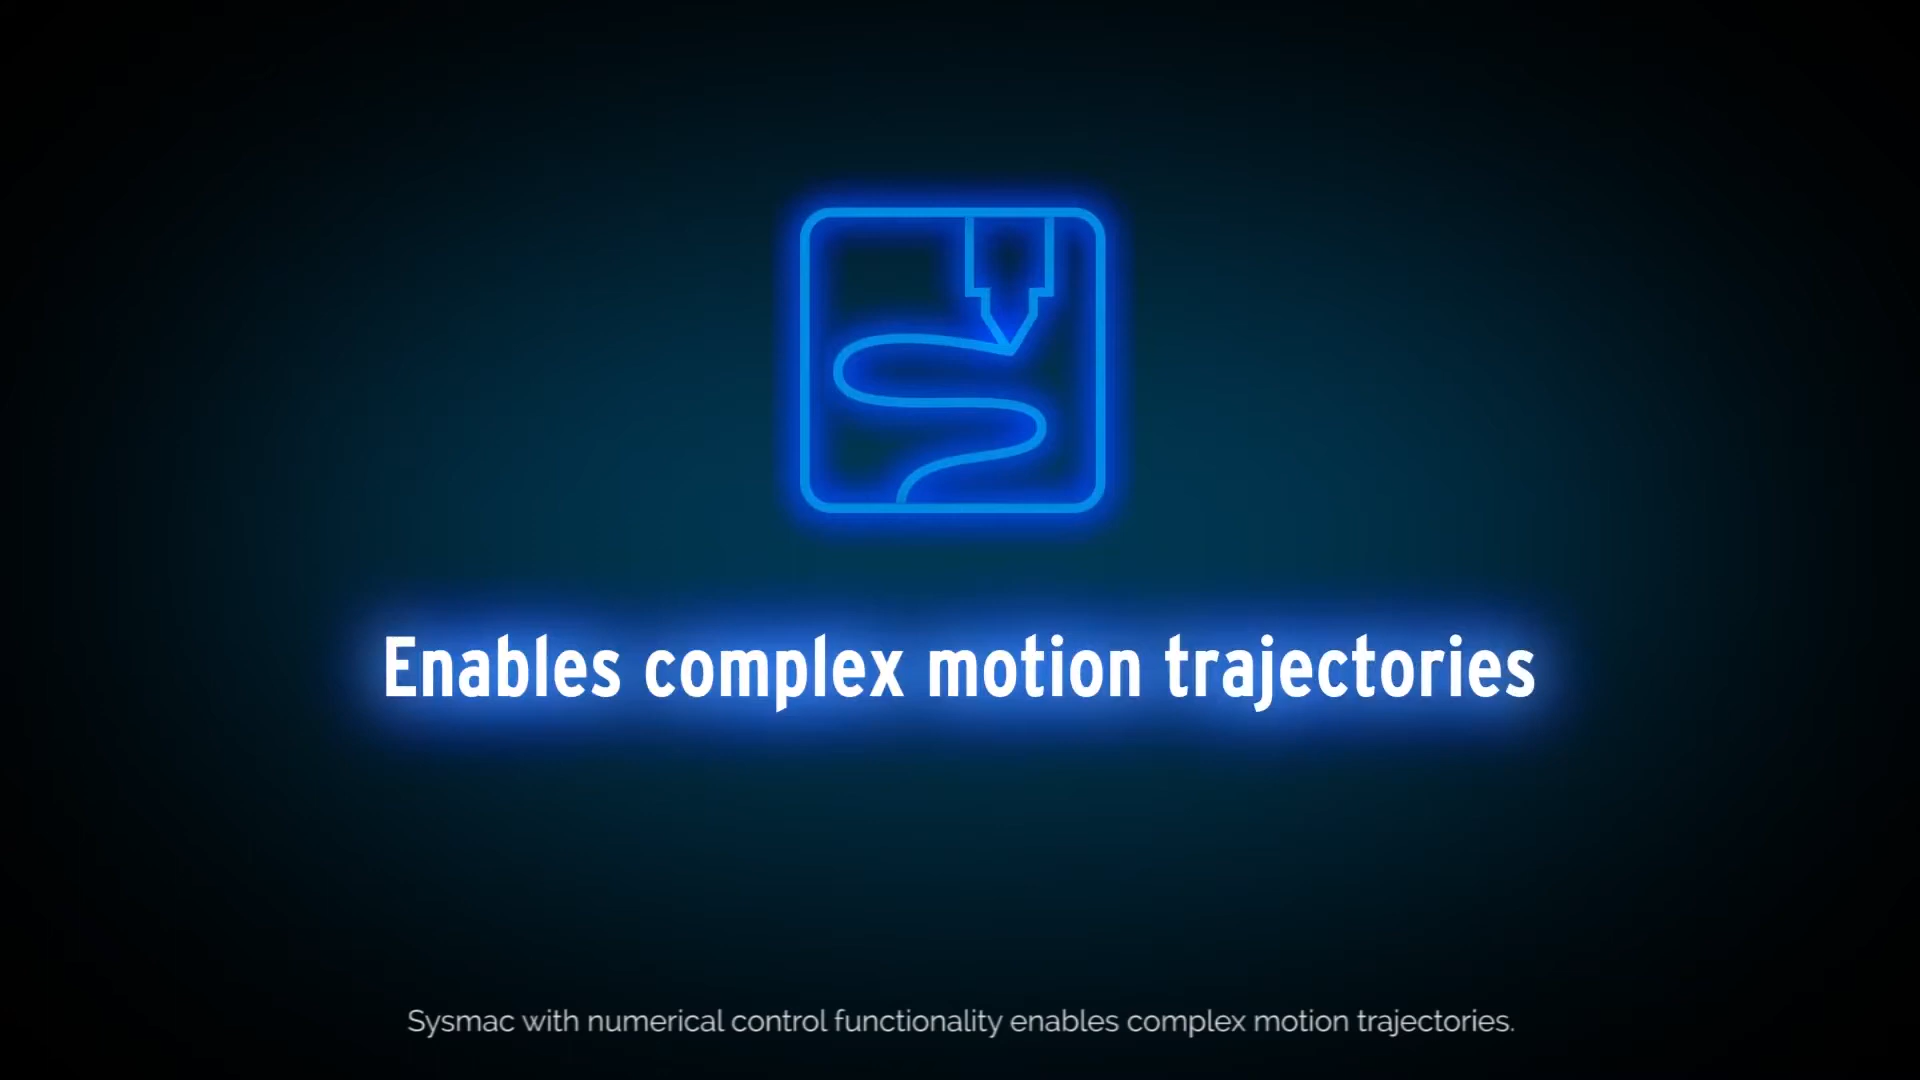 Enables complex motion trajectories
Sysmac with numerical control functionality enables complex motion trajectories.